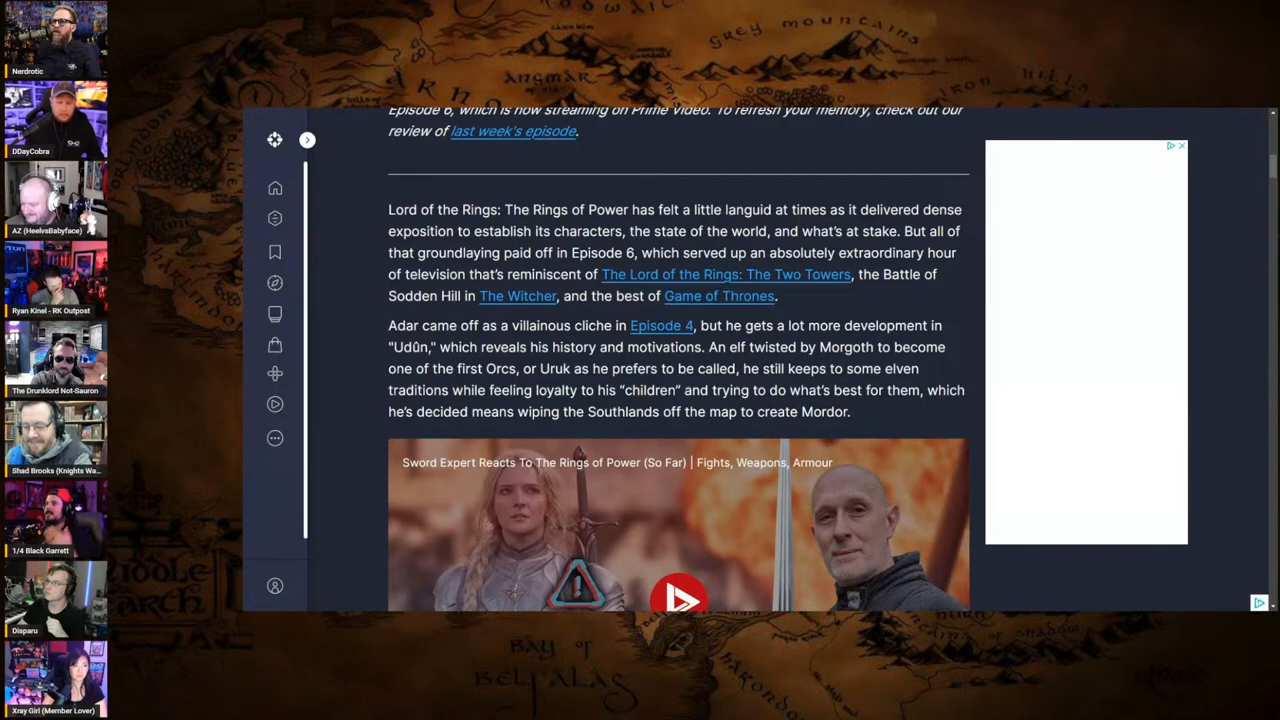 Nerdrotic
DDayCobra
AZ (HeelvsBabyface)
Ryan Kinel - RK Outpost
The Drunklord Not-Sauron
Shad Brooks (Knights Wa...
1/4 Black Garrett
Disparu
Xray Girl (Member Lover)
GREY MOUNTAINS
ANGMAR
IRON HILLS
Episode 6, which is now streaming on Prime Video. To refresh your memory, check out our
review of last week's episode.
Lord of the Rings: The Rings of Power has felt a little languid at times as it delivered dense
exposition to establish its characters, the state of the world, and what's at stake. But all of
that groundlaying paid off in Episode 6, which served up an absolutely extraordinary hour
of television that's reminiscent of The Lord of the Rings: The Two Towers, the Battle of
Sodden Hill in The Witcher, and the best of Game of Thrones.
Adar came off as a villainous cliche in Episode 4, but he gets a lot more development in
"Udûn," which reveals his history and motivations. An elf twisted by Morgoth to become
one of the first Orcs, or Uruk as he prefers to be called, he still keeps to some elven
traditions while feeling loyalty to his “children” and trying to do what's best for them, which
he's decided means wiping the Southlands off the map to create Mordor.
Sword Expert Reacts To The Rings of Power (So Far) | Fights, Weapons, Armour
MIDDLE
EARTH
BAY OF
BELFALAS